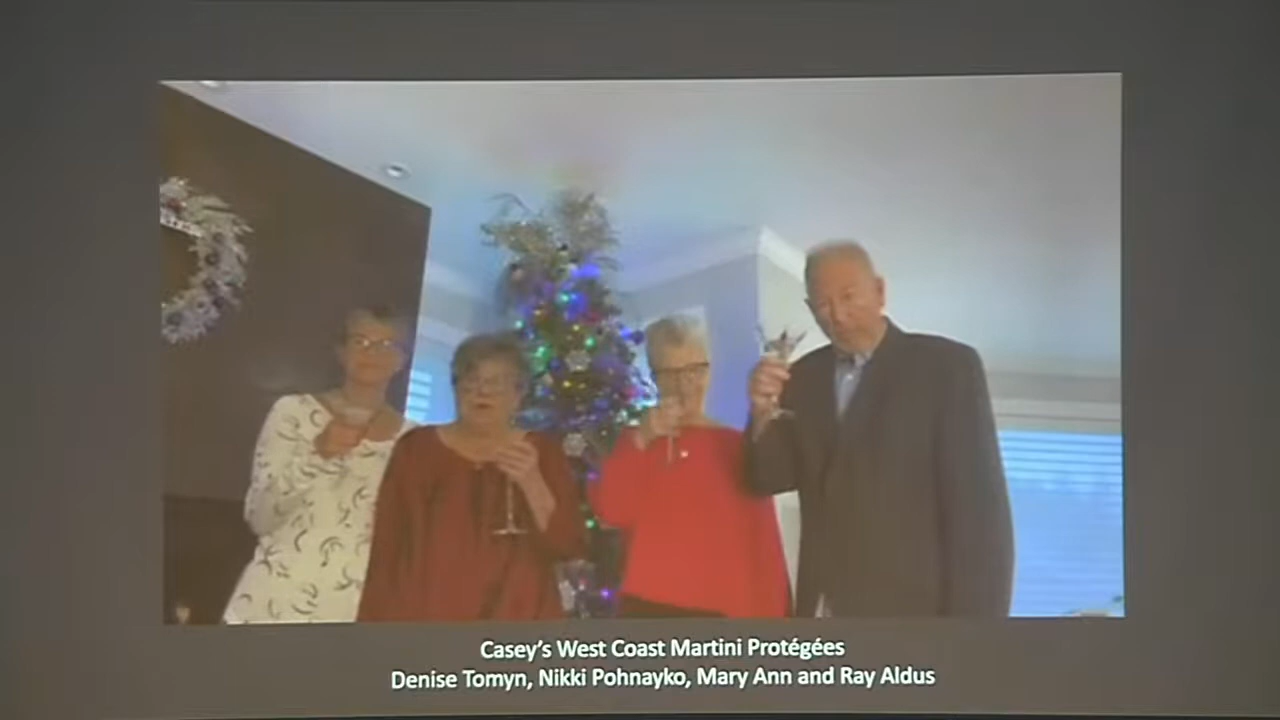 Casey's West Coast Martini Protégées
Denise Tomyn, Nikki Pohnayko, Mary Ann and Ray Aldus